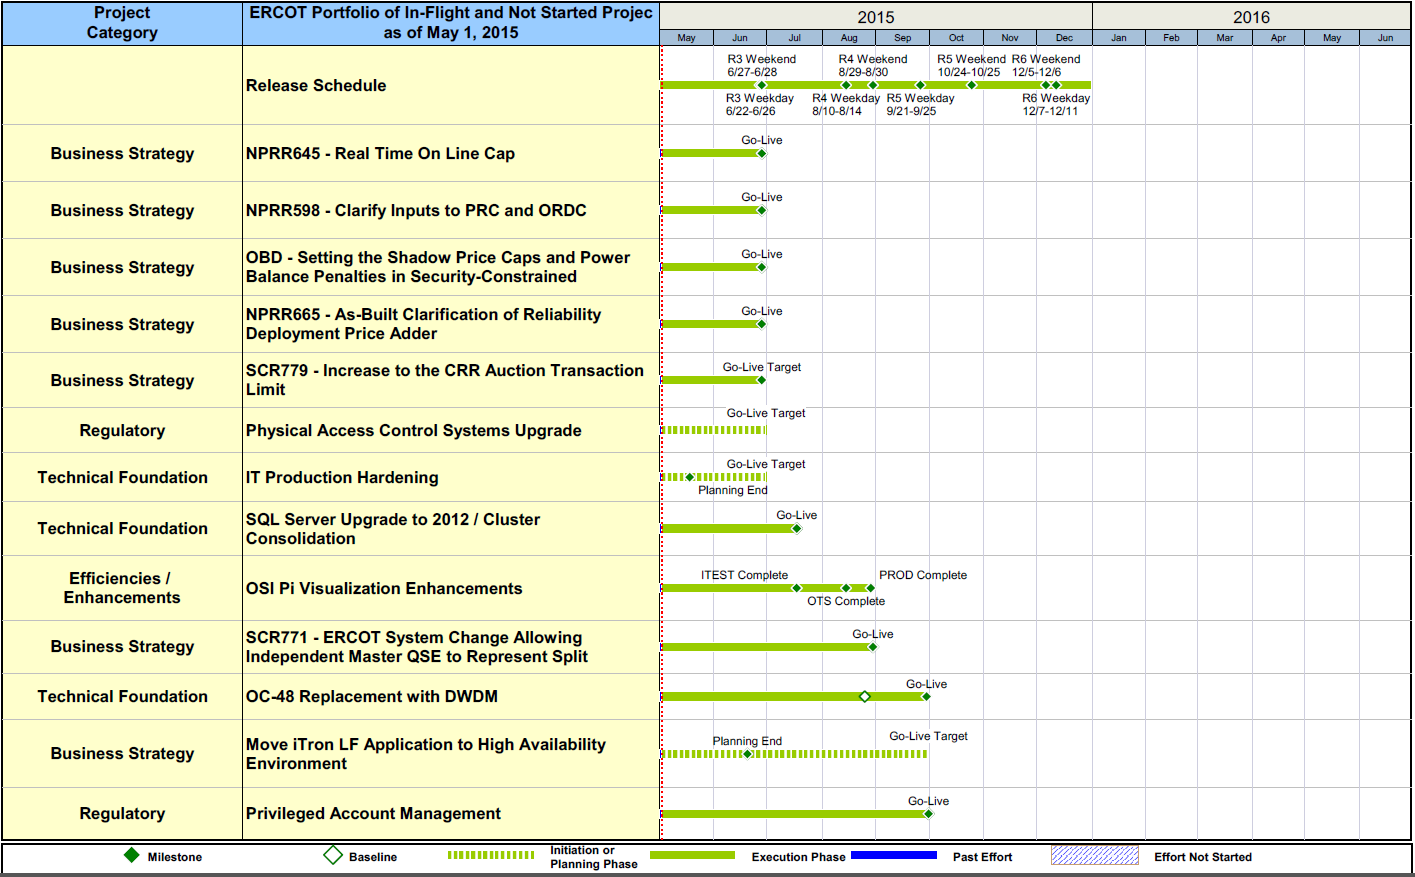 Project
Category
ERCOT Portfolio of In-Flight and Not Started Projec
as of May 1, 2015
2015
2016
May Jun Jul Aug Sep Oct Nov Dec Jan Feb Mar Apr May Jun
Release Schedule
R3 Weekend
6/27-6/28
R4 Weekend
8/29-8/30
R5 Weekend
10/24-10/25
R6 Weekend
12/5-12/6
R3 Weekday
6/22-6/26
R4 Weekday
8/10-8/14
R5 Weekday
9/21-9/25
R6 Weekday
12/7-12/11
Business Strategy
NPRR645 - Real Time On Line Cap
Go-Live
Business Strategy
NPRR598 - Clarify Inputs to PRC and ORDC
Go-Live
Business Strategy
OBD - Setting the Shadow Price Caps and Power
Balance Penalties in Security-Constrained
Go-Live
Business Strategy
NPRR665 - As-Built Clarification of Reliability
Deployment Price Adder
Go-Live
Business Strategy
SCR779 - Increase to the CRR Auction Transaction
Limit
Go-Live Target
Regulatory
Physical Access Control Systems Upgrade
Go-Live Target
Technical Foundation
IT Production Hardening
Go-Live Target
Planning End
Technical Foundation
SQL Server Upgrade to 2012 / Cluster
Consolidation
Go-Live
Efficiencies /
Enhancements
OSI Pi Visualization Enhancements
ITEST Complete
PROD Complete
OTS Complete
Business Strategy
SCR771 - ERCOT System Change Allowing
Independent Master QSE to Represent Split
Go-Live
Technical Foundation
OC-48 Replacement with DWDM
Go-Live
Business Strategy
Move iTron LF Application to High Availability
Environment
Planning End
Go-Live Target
Regulatory
Privileged Account Management
Go-Live
Milestone
Baseline
Initiation or
Planning Phase
Execution Phase
Past Effort
Effort Not Started